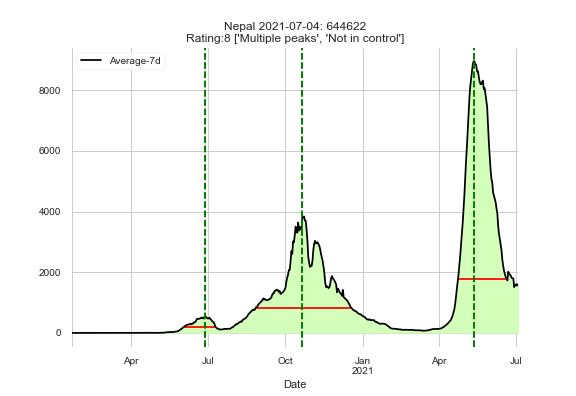 Nepal 2021-07-04: 644622
Rating:8 ['Multiple peaks', 'Not in control']
Average-7d
8000
6000
4000
2000
0
Apr
Jul
Oct
Jan
2021
Apr
Jul
Date